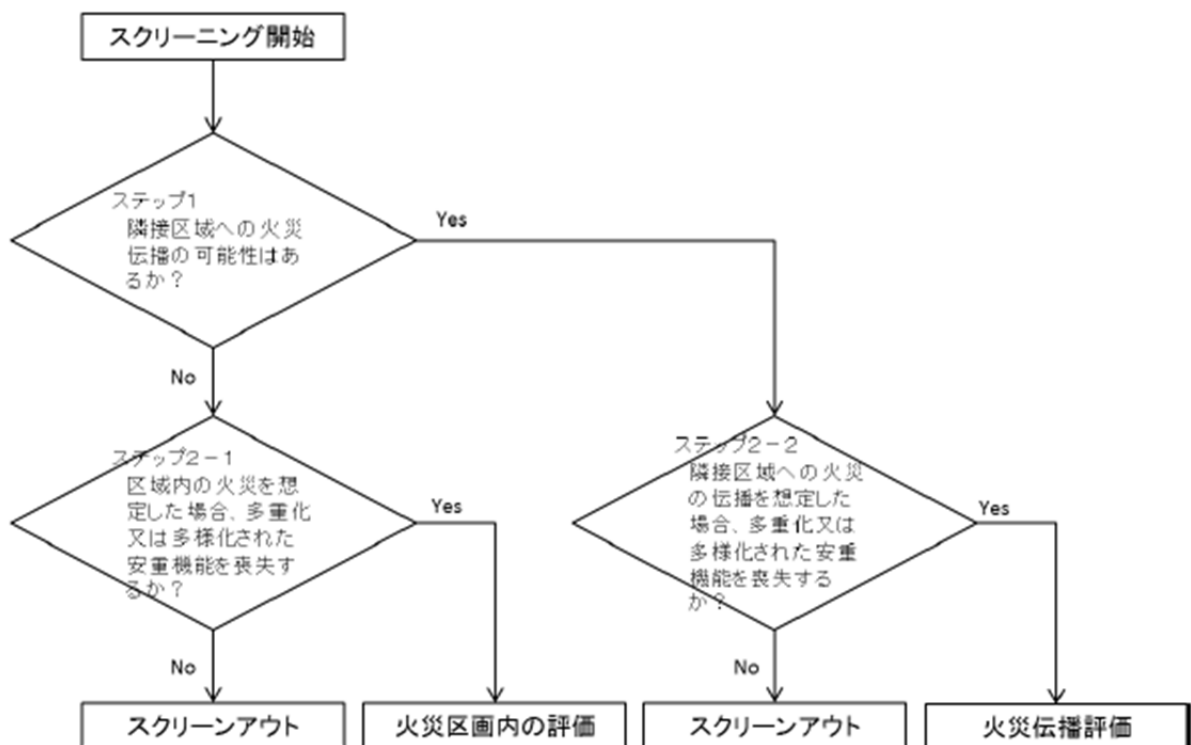 スクリーニング開始
ステップ1
隣接区域への火災
伝播の可能性はあ
るか？
Yes
No
ステップ2－1
区域内の火災を想
定した場合、多重化
又は多様化された
安重機能を喪失す
るか？
Yes
No
ステップ2－2
隣接区域への火災
の伝播を想定した
場合、多重化又は
多様化された安重
機能を喪失する
か？
Yes
No
スクリーンアウト
火災区画内の評価
スクリーンアウト
火災伝播評価